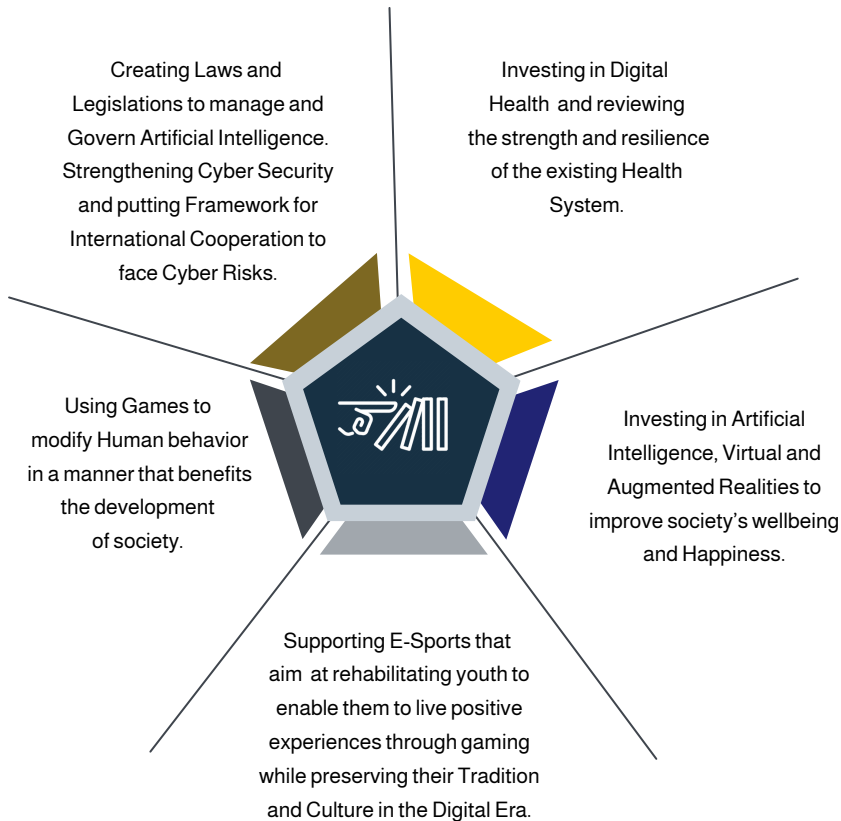 Creating Laws and
Legislations to manage and
Govern Artificial Intelligence.
Strengthening Cyber Security
and putting Framework for
International Cooperation to
face Cyber Risks.
Investing in Digital
Health and reviewing
the strength and resilience
of the existing Health
System.
Using Games to
modify Human behavior
in a manner that benefits
the development
of society.
Investing in Artificial
Intelligence, Virtual and
Augmented Realities to
improve society's wellbeing
and Happiness.
Supporting E-Sports that
aim at rehabilitating youth to
enable them to live positive
experiences through gaming
while preserving their Tradition
and Culture in the Digital Era.